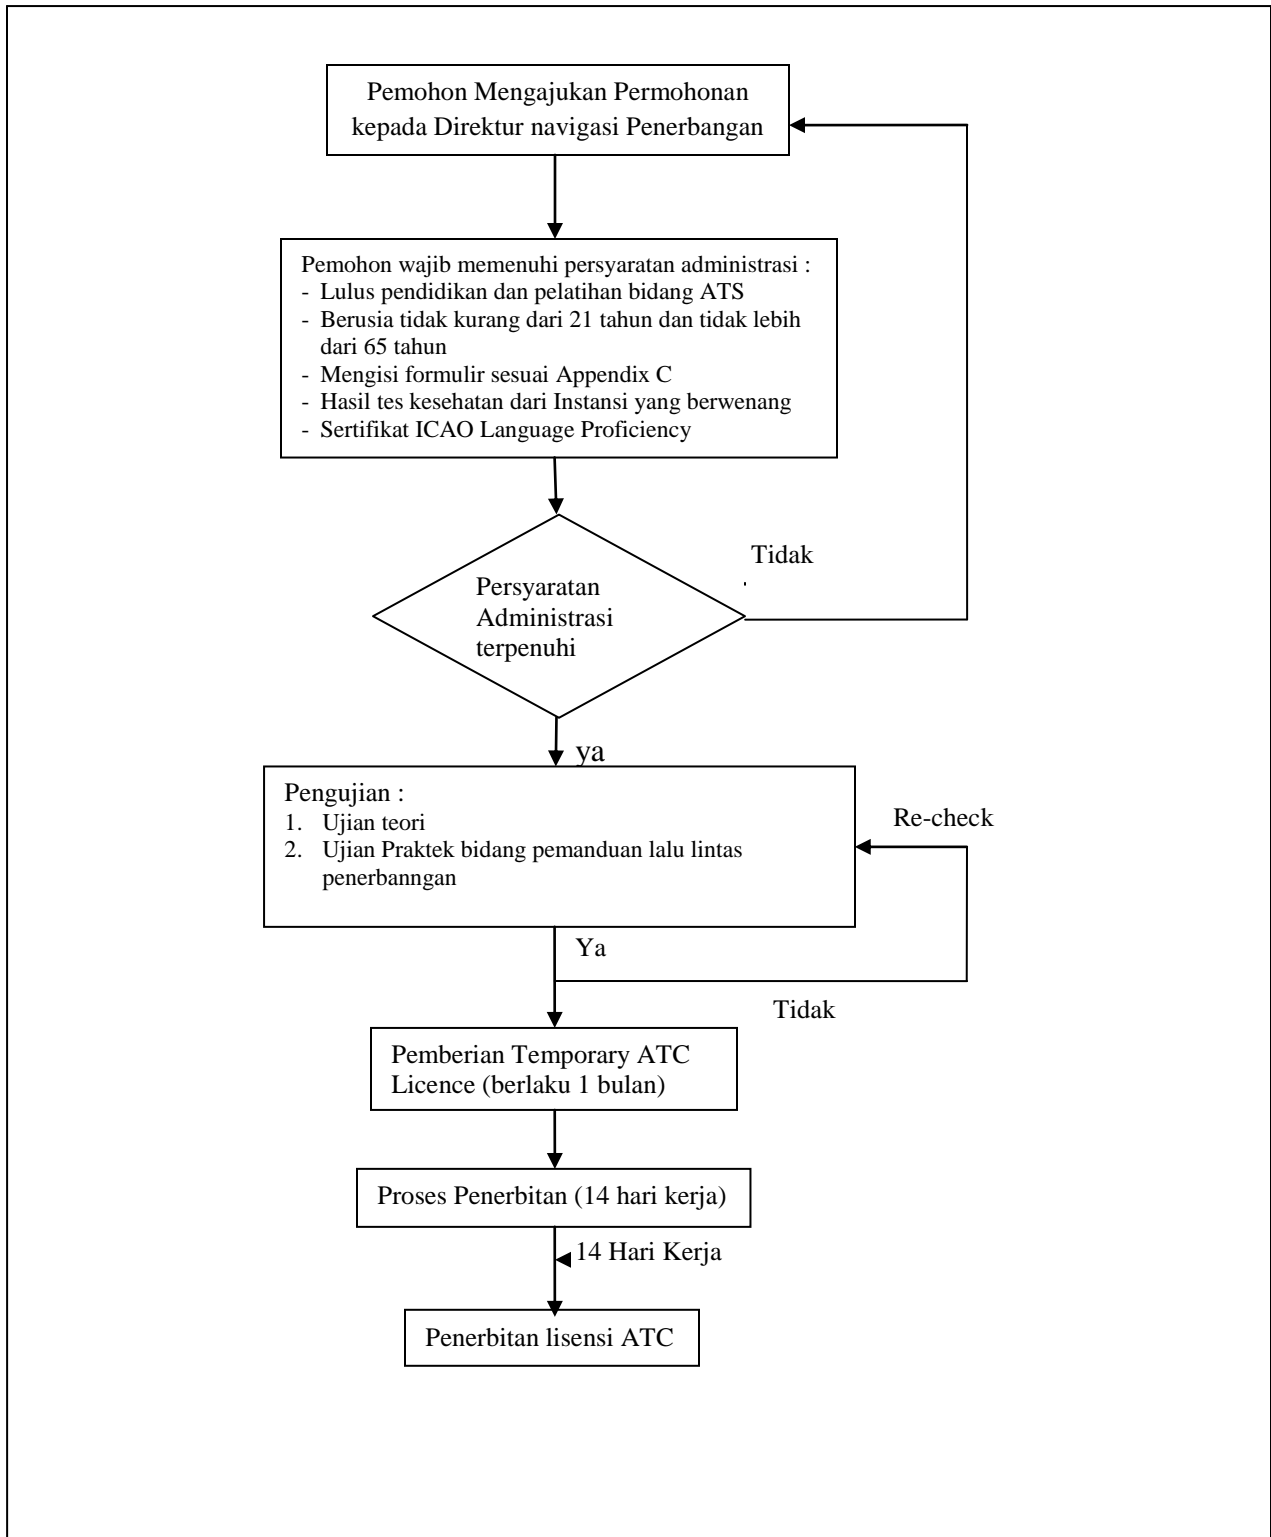 Pemohon Mengajukan Permohonan
kepada Direktur navigasi Penerbangan
Pemohon wajib memenuhi persyaratan administrasi :
- Lulus pendidikan dan pelatihan bidang ATS
- Berusia tidak kurang dari 21 tahun dan tidak lebih
dari 65 tahun
- Mengisi formulir sesuai Appendix C
- Hasil tes kesehatan dari Instansi yang berwenang
- Sertifikat ICAO Language Proficiency
Tidak
Persyaratan
Administrasi
terpenuhi
ya
Pengujian :
1. Ujian teori
2. Ujian Praktek bidang pemanduan lalu lintas
penerbanngan
Re-check
Ya
Tidak
Pemberian Temporary ATC
Licence (berlaku 1 bulan)
Proses Penerbitan (14 hari kerja)
14 Hari Kerja
Penerbitan lisensi ATC